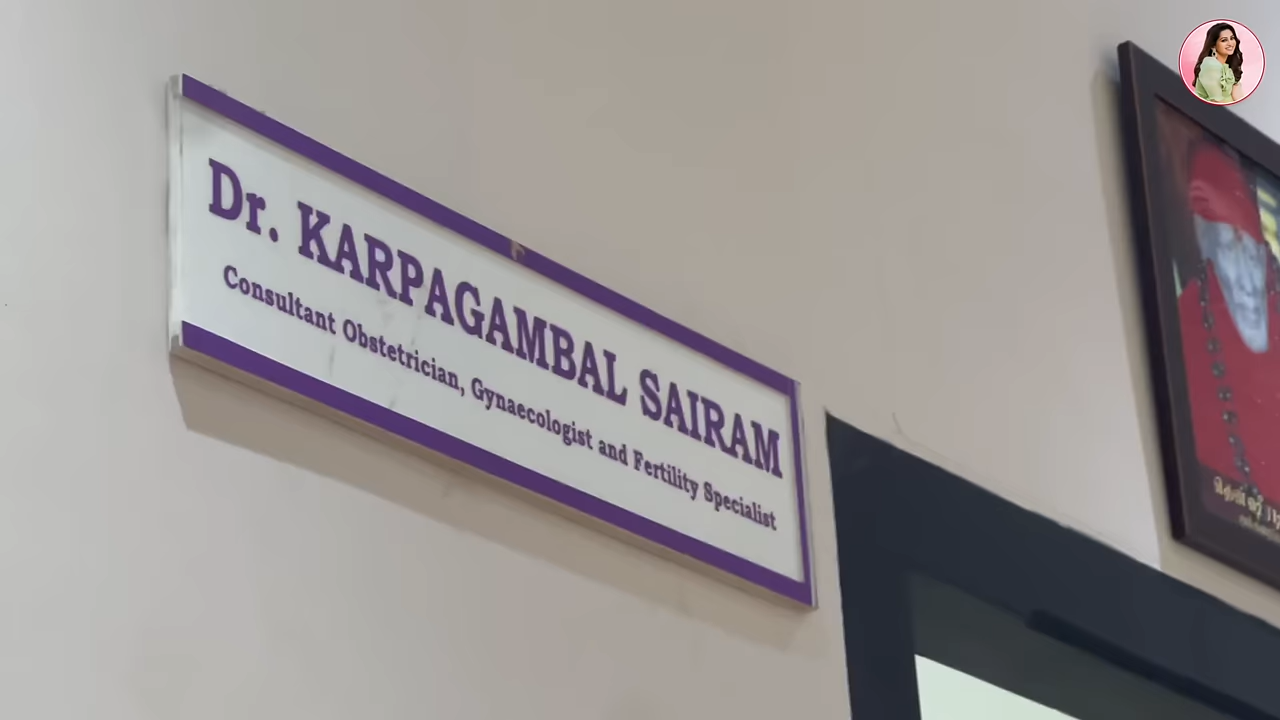 Dr. KARPAGAMBAL SAIRAM
Consultant Obstetrician, Gynaecologist and Fertility Specialist